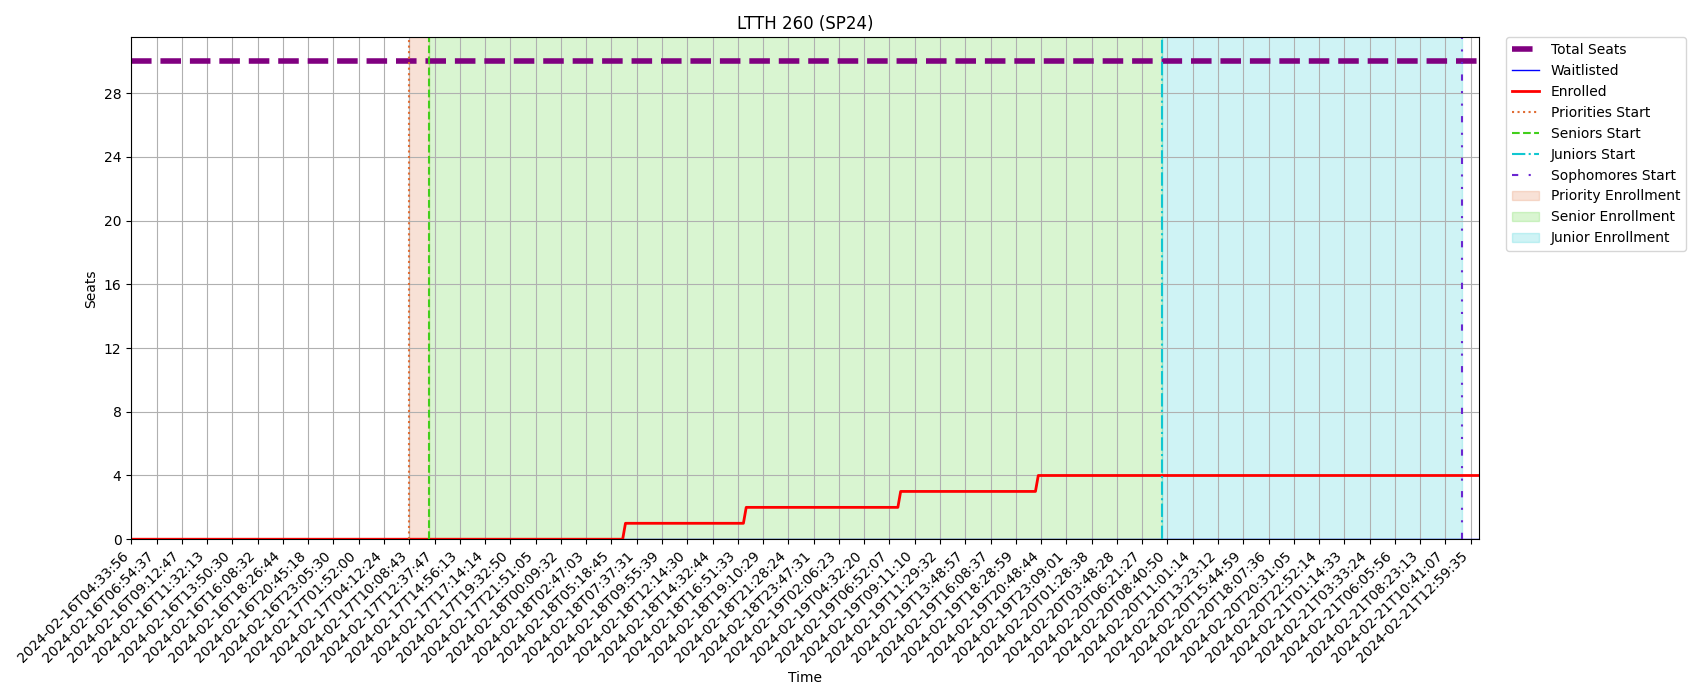 LTTH 260 (SP24)
Total Seats
Waitlisted
Enrolled
Priorities Start
Seniors Start
Juniors Start
Sophomores Start
Priority Enrollment
Senior Enrollment
Junior Enrollment
Seats
28
24
20
16
12
8
4
0
2024-02-16T04:33:56
2024-02-16T06:54:37
2024-02-16T09:12:47
2024-02-16T11:32:13
2024-02-16T13:50:30
2024-02-16T16:08:32
2024-02-16T18:26:44
2024-02-16T20:45:18
2024-02-16T23:05:30
2024-02-17T01:52:00
2024-02-17T04:12:24
2024-02-17T10:08:43
2024-02-17T12:37:47
2024-02-17T14:56:13
2024-02-17T17:14:14
2024-02-17T19:32:50
2024-02-17T21:51:05
2024-02-18T00:09:32
2024-02-18T02:47:03
2024-02-18T05:18:45
2024-02-18T07:37:31
2024-02-18T09:55:39
2024-02-18T12:14:30
2024-02-18T14:32:44
2024-02-18T16:51:33
2024-02-18T19:10:29
2024-02-18T21:28:24
2024-02-18T23:47:31
2024-02-19T02:06:23
2024-02-19T04:32:20
2024-02-19T06:52:07
2024-02-19T09:11:10
2024-02-19T11:29:32
2024-02-19T13:48:57
2024-02-19T16:08:37
2024-02-19T18:28:59
2024-02-19T20:48:44
2024-02-19T23:09:01
2024-02-20T01:28:38
2024-02-20T03:48:28
2024-02-20T06:21:27
2024-02-20T08:40:50
2024-02-20T11:01:14
2024-02-20T13:23:12
2024-02-20T15:44:59
2024-02-20T18:07:36
2024-02-20T20:31:05
2024-02-20T22:52:14
2024-02-21T01:14:33
2024-02-21T03:33:24
2024-02-21T06:05:56
2024-02-21T08:23:13
2024-02-21T10:41:07
2024-02-21T12:59:35
Time